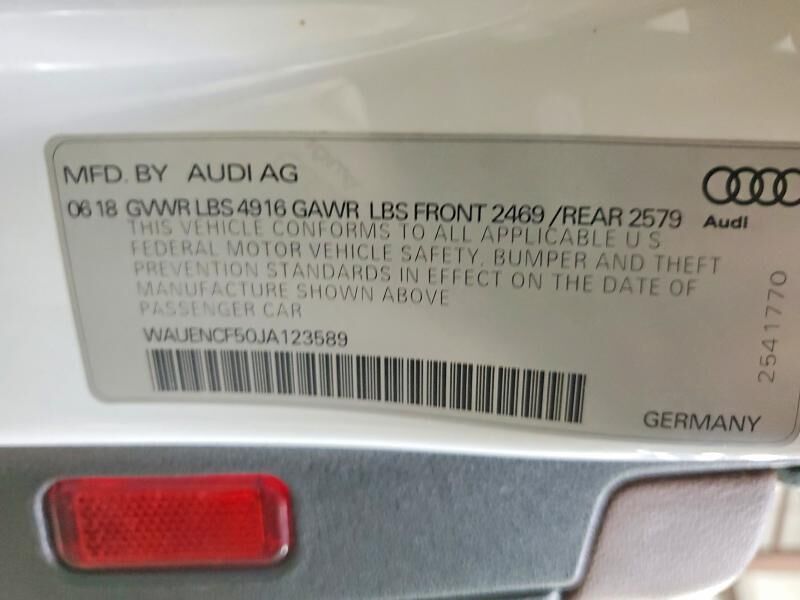 MFD. BY AUDI AG
06 18 GVWR LBS 4916 GAWR LBS FRONT 2469 /REAR 2579
Audi
THIS VEHICLE CONFORMS TO ALL APPLICABLE U S
FEDERAL MOTOR VEHICLE SAFETY, BUMPER AND THEFT
PREVENTION STANDARDS IN EFFECT ON THE DATE OF
MANUFACTURE SHOWN ABOVE
PASSENGER CAR
WAUENCF50JA123589
2541770
GERMANY